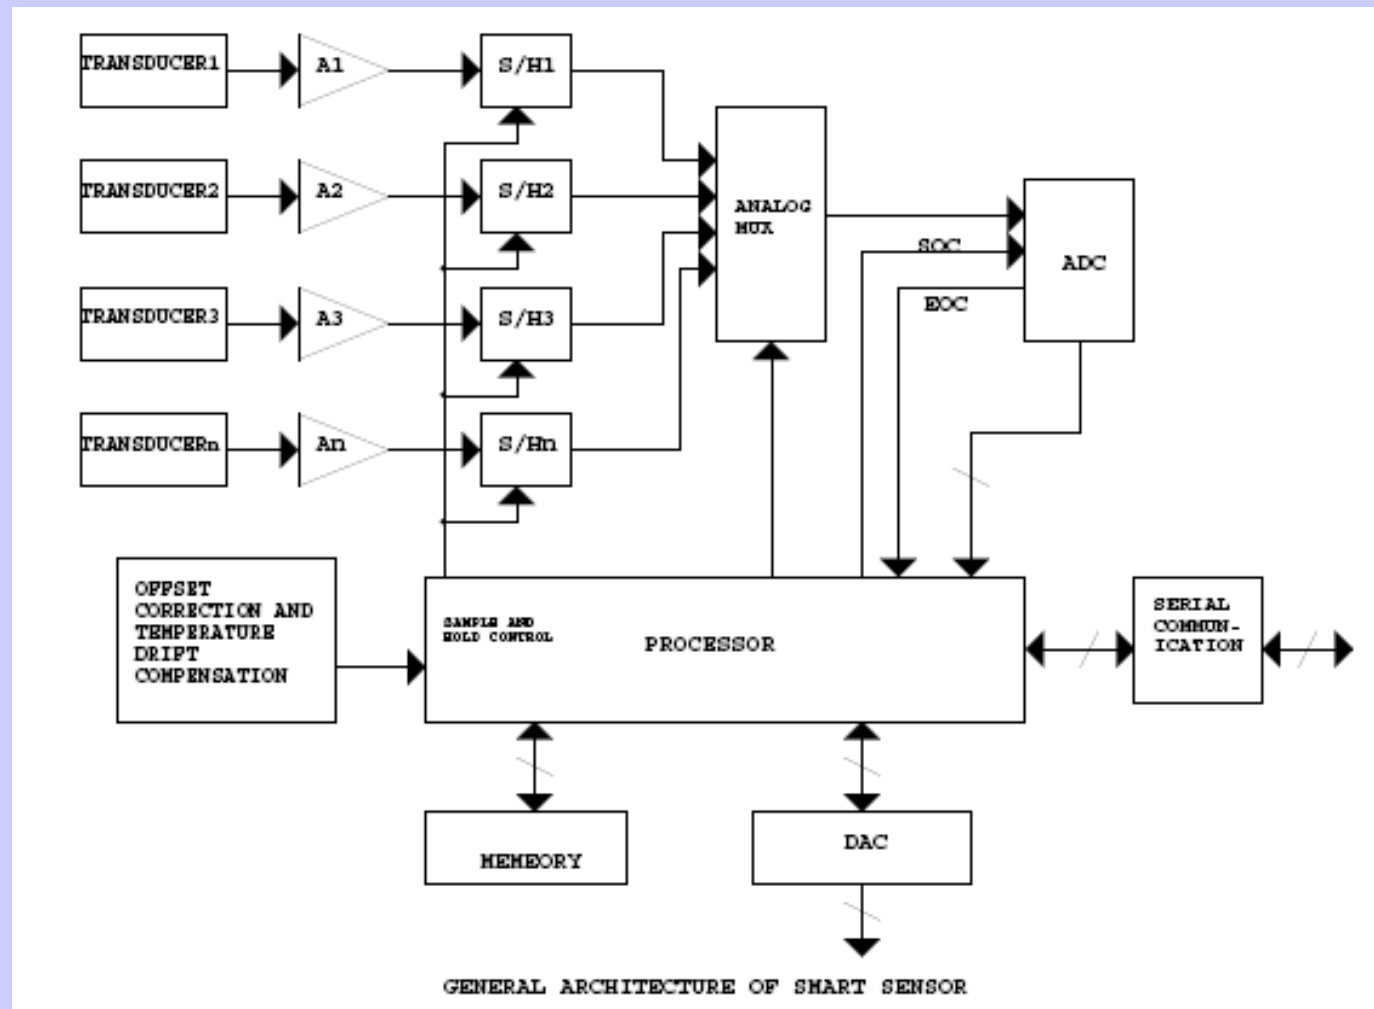 TRANSDUCER1
A1
S/H1
TRANSDUCER2
A2
S/H2
ANALOG
MUX
SOC
ADC
EOC
TRANSDUCER3
A3
S/H3
TRANSDUCERn
An
S/Hn
OFFSET
CORRECTION AND
TEMPERATURE
DRIFT
COMPENSATION
SAMPLE AND
HOLD CONTROL
PROCESSOR
SERIAL
COMMUN-
ICATION
MEMEORY
DAC
GENERAL ARCHITECTURE OF SMART SENSOR